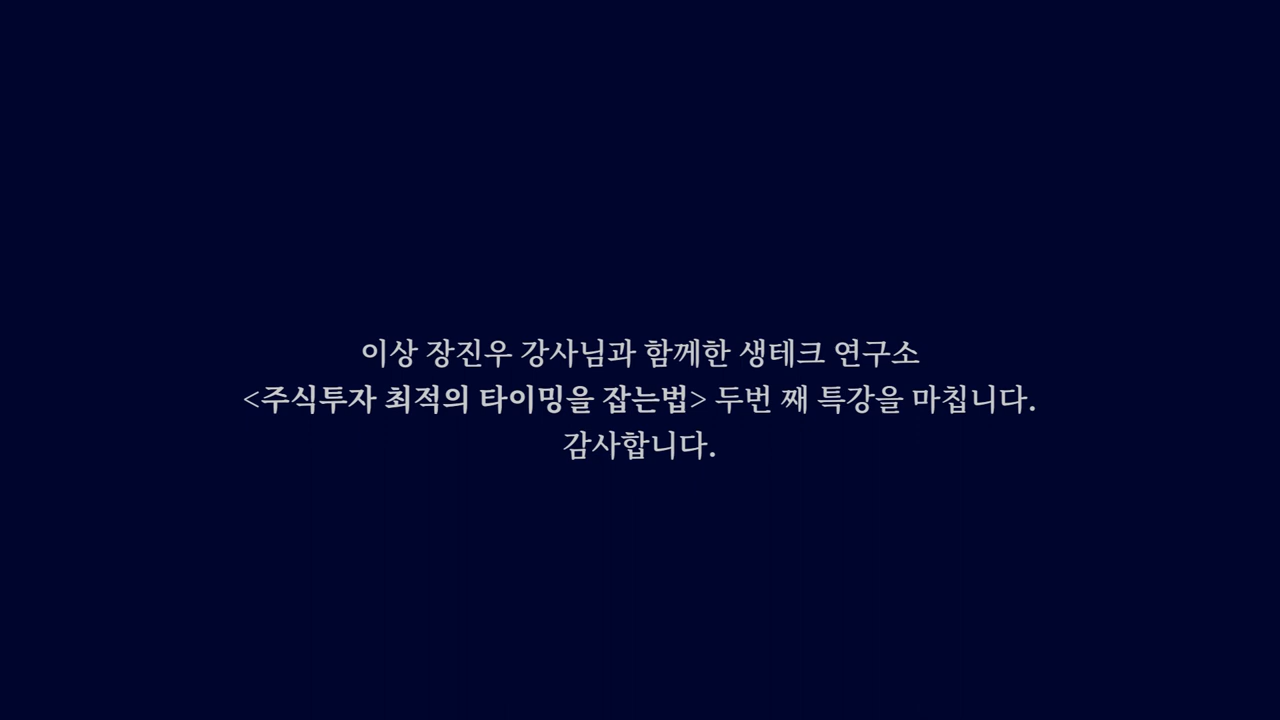 이상 장진우 강사님과 함께한 생테크 연구소
<주식투자 최적의 타이밍을 잡는법> 두번 째 특강을 마칩니다.
감사합니다.